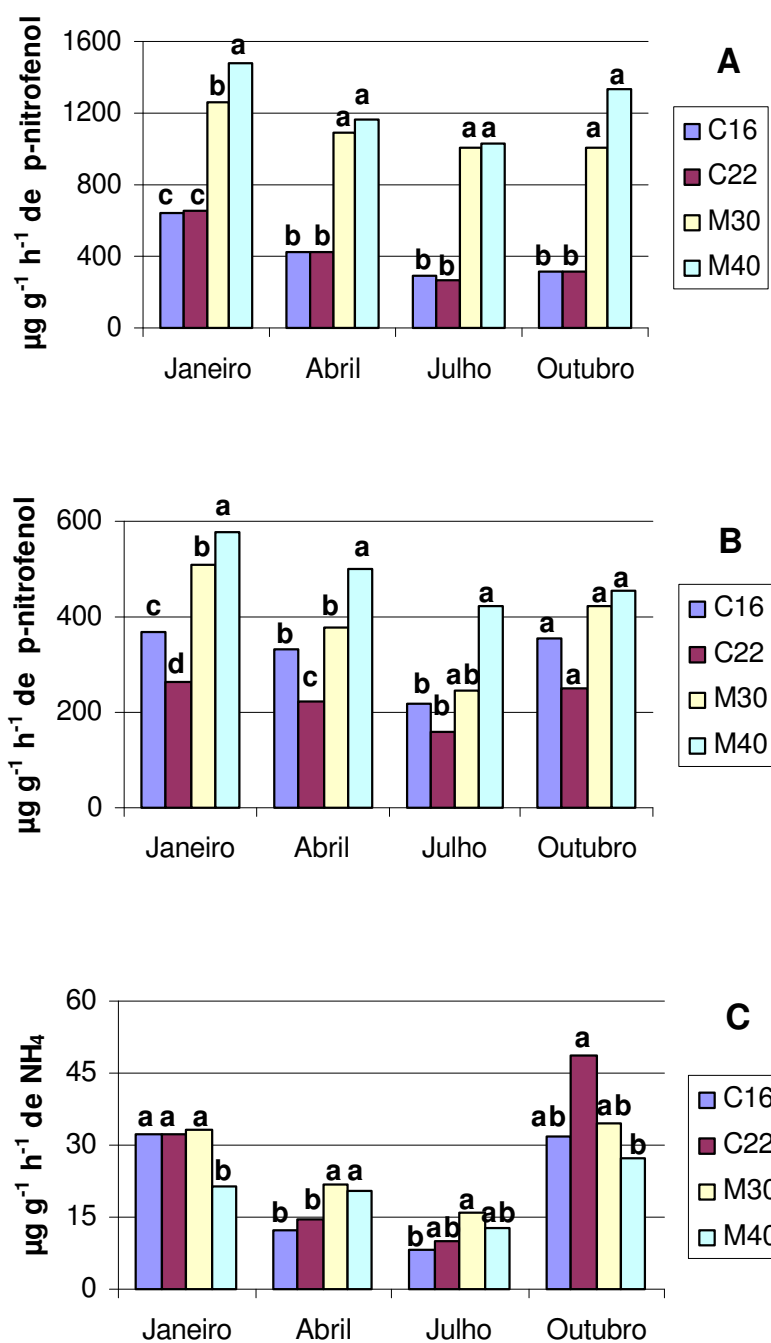 1600
1200
800
400
0
µg g⁻¹ h⁻¹ de p-nitrofenol
c c b a
b b a a
b b a a
b b a a
Janeiro Abril Julho Outubro
A
C16
C22
M30
M40
600
400
200
0
µg g⁻¹ h⁻¹ de p-nitrofenol
c d b a
b c b a
b b ab a
a a a a
Janeiro Abril Julho Outubro
B
C16
C22
M30
M40
60
45
30
15
0
µg g⁻¹ h⁻¹ de NH₄
a a a b
b b a a
b ab a ab
ab a ab b
Janeiro Abril Julho Outubro
C
C16
C22
M30
M40